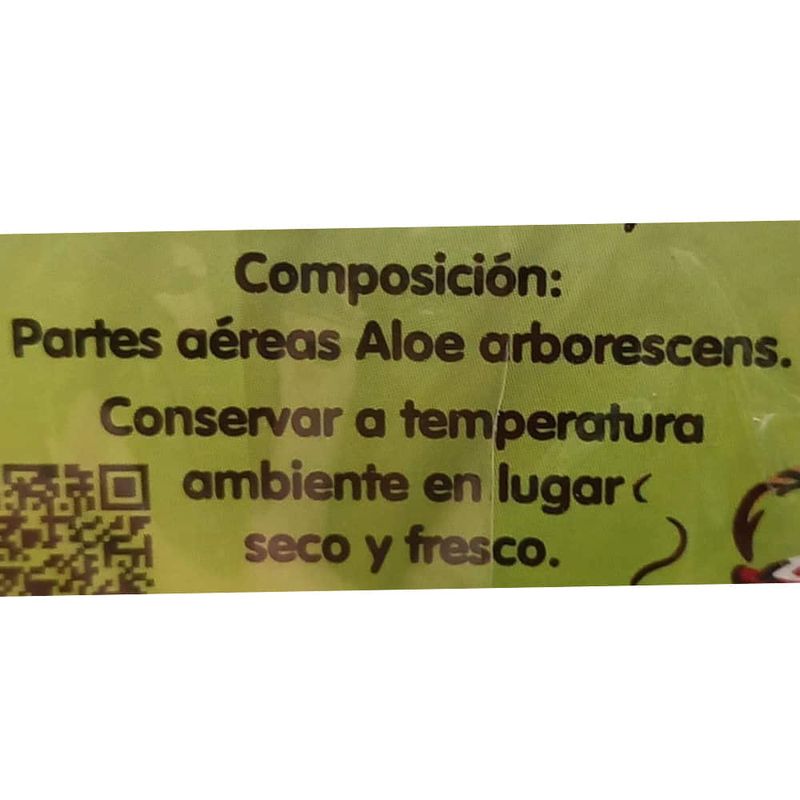 Composición:
Partes aéreas Aloe arborescens.
Conservar a temperatura
ambiente en lugar
seco y fresco.